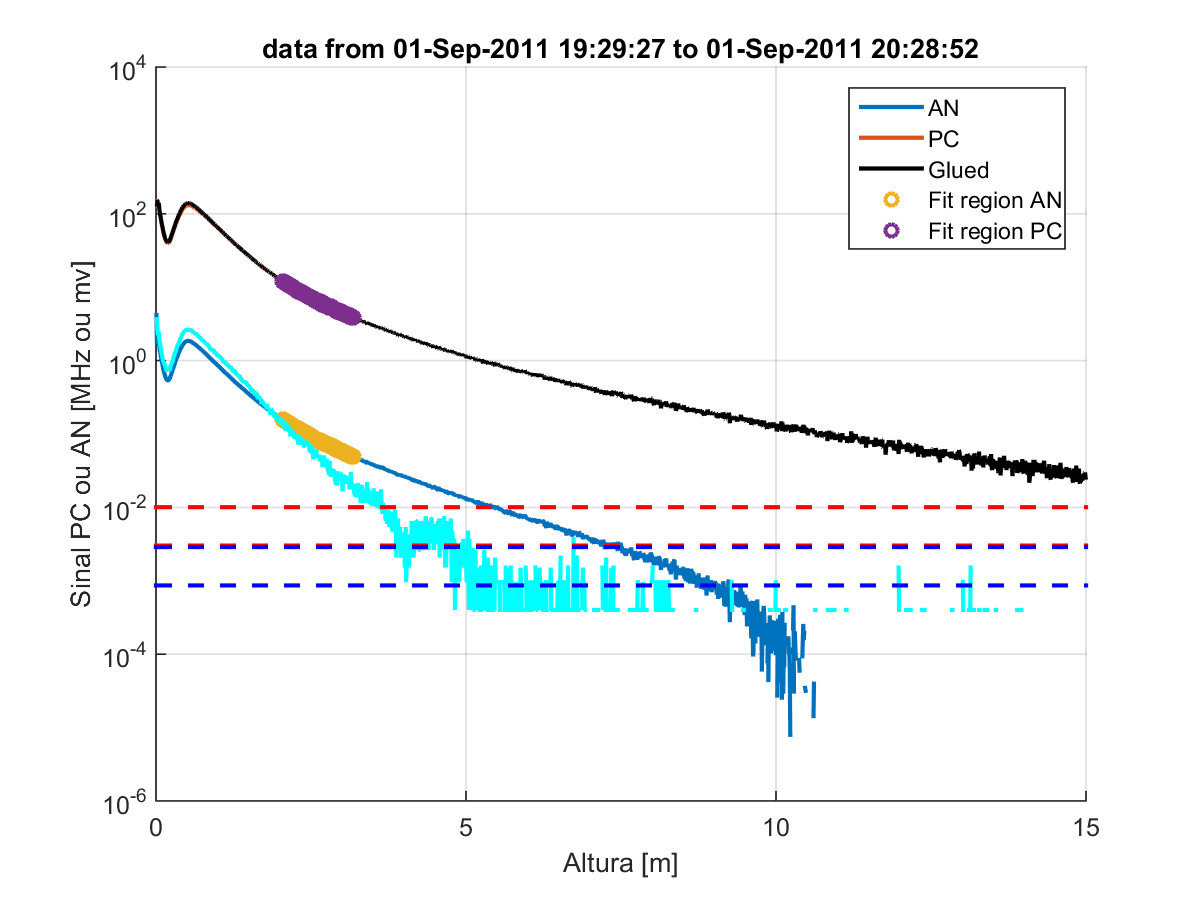 data from 01-Sep-2011 19:29:27 to 01-Sep-2011 20:28:52
AN
PC
Glued
Fit region AN
Fit region PC
Sinal PC ou AN [MHz ou mv]
10^4
10^2
10^0
10^-2
10^-4
10^-6
0 5 10 15
Altura [m]